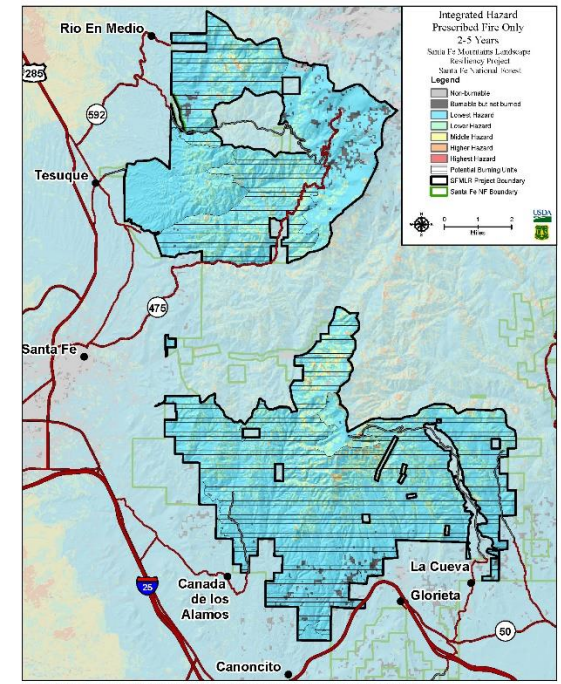 Integrated Hazard
Prescribed Fire Only
2-5 Years
Santa Fe Mountains Landscape
Resiliency Project
Santa Fe National Forest
Legend
Non-burnable
Burnable but not burned
Lowest Hazard
Lower Hazard
Middle Hazard
Higher Hazard
Highest Hazard
Potential Burning Units
SFMLR Project Boundary
Santa Fe NF Boundary
0 1 2
Miles
USDA
Rio En Medio
285
592
Tesuque
475
Santa Fe
25
Canada
de los
Alamos
La Cueva
Glorieta
50
Canoncito